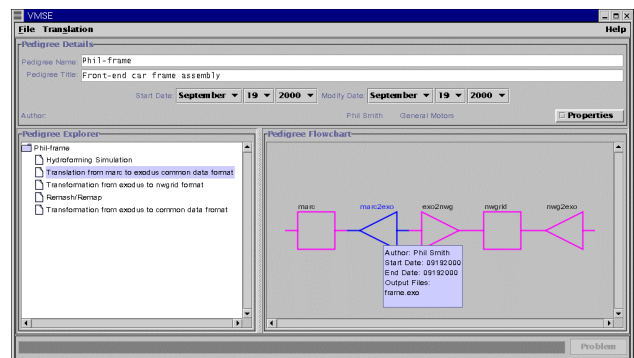 VMSE
File Translation Help
Pedigree Details
Pedigree Name: Phil-frame
Pedigree Title: Front-end car frame assembly
Start Date: September 19 2000 Modify Date: September 19 2000
Author: Phil Smith General Motors Properties
Pedigree Explorer
Phil-frame
Hydroforming Simulation
Translation from marc to exodus common data format
Transformation from exodus to nwgrid format
Remash/Remap
Transformation from exodus to common data fromat
Pedigree Flowchart
marc marc2exo exo2nwg nwgrid nwg2exo
Author: Phil Smith
Start Date: 09192000
End Date: 09192000
Output Files:
frame.exo
Problem